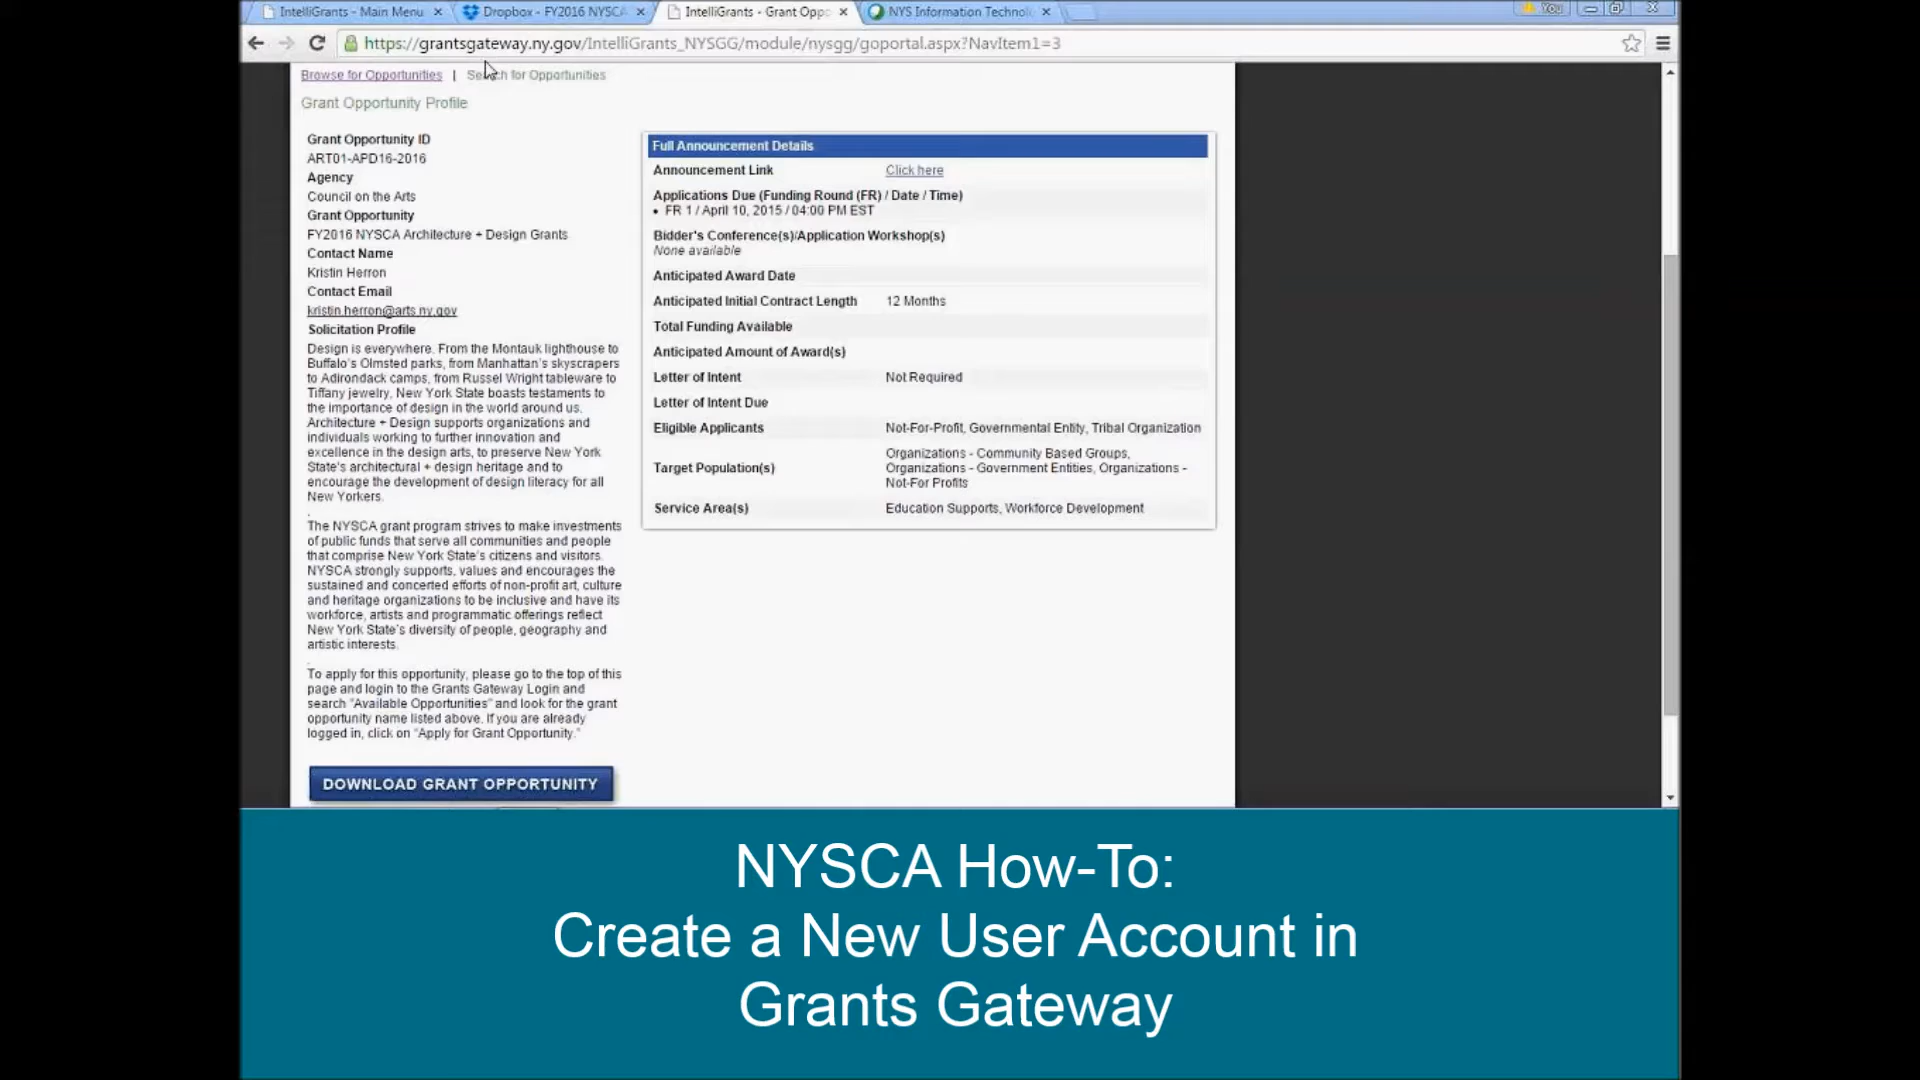 IntelliGrants - Main Menu
Dropbox - FY2016 NYSCA
IntelliGrants - Grant Oppo
NYS Information Technol
You
https://grantsgateway.ny.gov/IntelliGrants_NYSGG/module/nysgg/goportal.aspx?NavItem1=3
Browse for Opportunities | Search for Opportunities
Grant Opportunity Profile
Grant Opportunity ID
ART01-APD16-2016
Agency
Council on the Arts
Grant Opportunity
FY2016 NYSCA Architecture + Design Grants
Contact Name
Kristin Herron
Contact Email
kristin.herron@arts.ny.gov
Solicitation Profile
Design is everywhere. From the Montauk lighthouse to
Buffalo's Olmsted parks, from Manhattan's skyscrapers
to Adirondack camps, from Russel Wright tableware to
Tiffany jewelry, New York State boasts testaments to
the importance of design in the world around us.
Architecture + Design supports organizations and
individuals working to further innovation and
excellence in the design arts, to preserve New York
State's architectural + design heritage and to
encourage the development of design literacy for all
New Yorkers.
.
The NYSCA grant program strives to make investments
of public funds that serve all communities and people
that comprise New York State's citizens and visitors.
NYSCA strongly supports, values and encourages the
sustained and concerted efforts of non-profit art, culture
and heritage organizations to be inclusive and have its
workforce, artists and programmatic offerings reflect
New York State's diversity of people, geography and
artistic interests.
.
To apply for this opportunity, please go to the top of this
page and login to the Grants Gateway Login and
search "Available Opportunities" and look for the grant
opportunity name listed above. If you are already
logged in, click on "Apply for Grant Opportunity."
DOWNLOAD GRANT OPPORTUNITY
Full Announcement Details
Announcement Link Click here
Applications Due (Funding Round (FR) / Date / Time)
• FR 1 / April 10, 2015 / 04:00 PM EST
Bidder's Conference(s)/Application Workshop(s)
None available
Anticipated Award Date
Anticipated Initial Contract Length 12 Months
Total Funding Available
Anticipated Amount of Award(s)
Letter of Intent Not Required
Letter of Intent Due
Eligible Applicants Not-For-Profit, Governmental Entity, Tribal Organization
Target Population(s) Organizations - Community Based Groups,
Organizations - Government Entities, Organizations -
Not-For Profits
Service Area(s) Education Supports, Workforce Development
NYSCA How-To:
Create a New User Account in
Grants Gateway